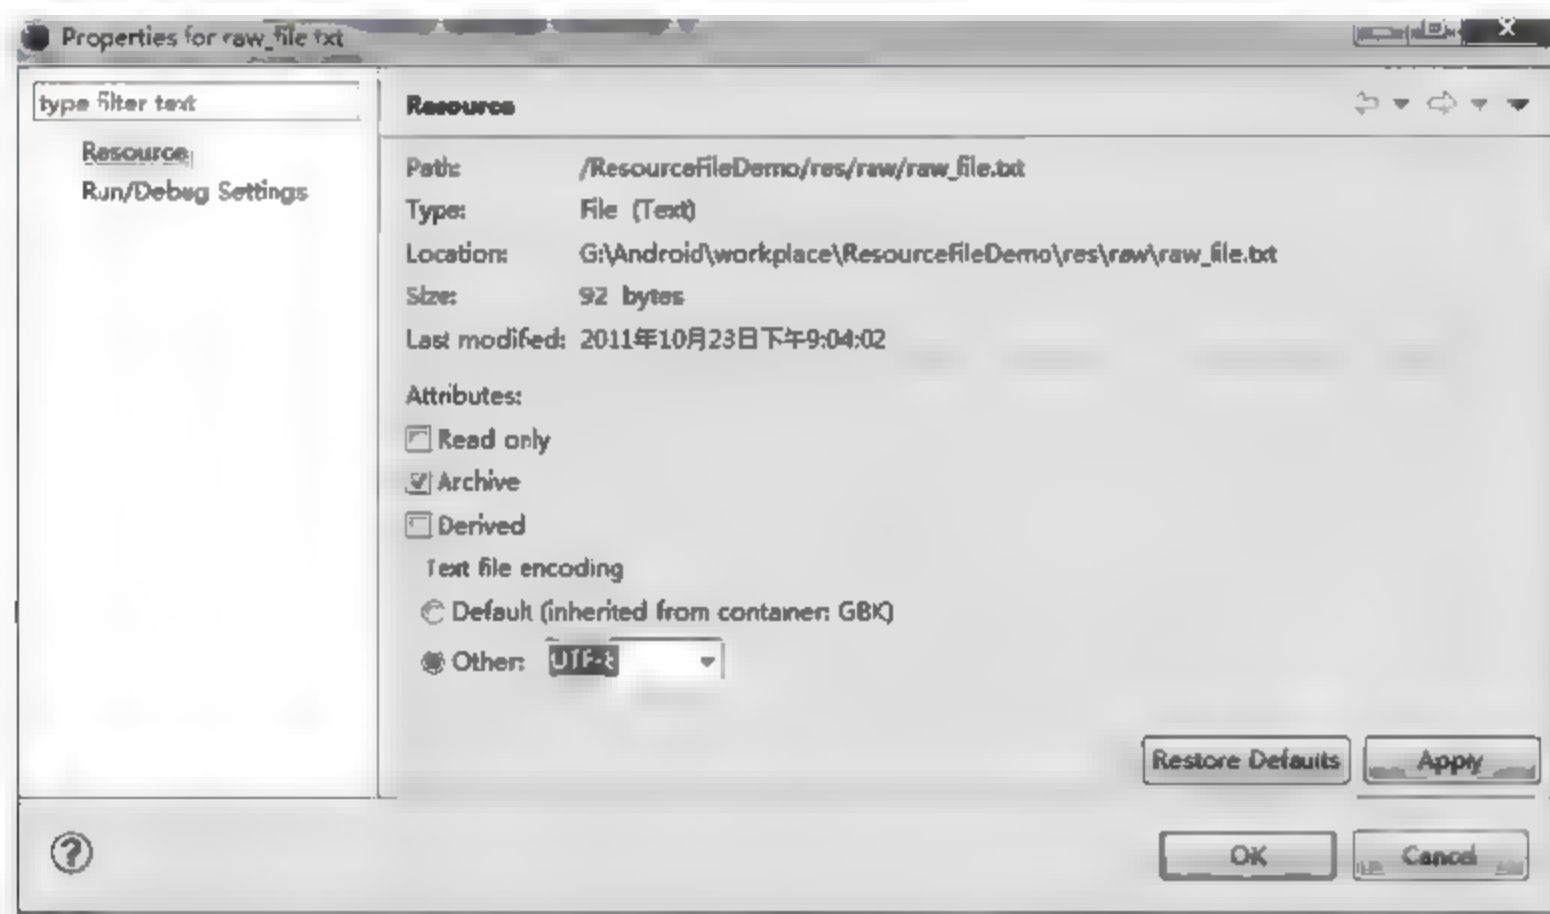 Properties for raw_file.txt
type filter text
Resource
Run/Debug Settings
Resource
Path: /ResourceFileDemo/res/raw/raw_file.txt
Type: File (Text)
Location: G:\Android\workplace\ResourceFileDemo\res\raw\raw_file.txt
Size: 92 bytes
Last modified: 2011年10月23日下午9:04:02
Attributes:
Read only
Archive
Derived
Text file encoding
Default (inherited from container: GBK)
Other: UTF-8
Restore Defaults
Apply
OK
Cancel